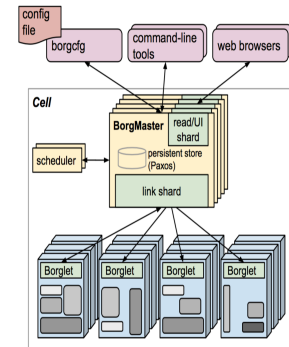 config
file
borgcfg
command-line
tools
web browsers
Cell
BorgMaster
read/UI
shard
persistent store
(Paxos)
scheduler
link shard
Borglet
Borglet
Borglet
Borglet